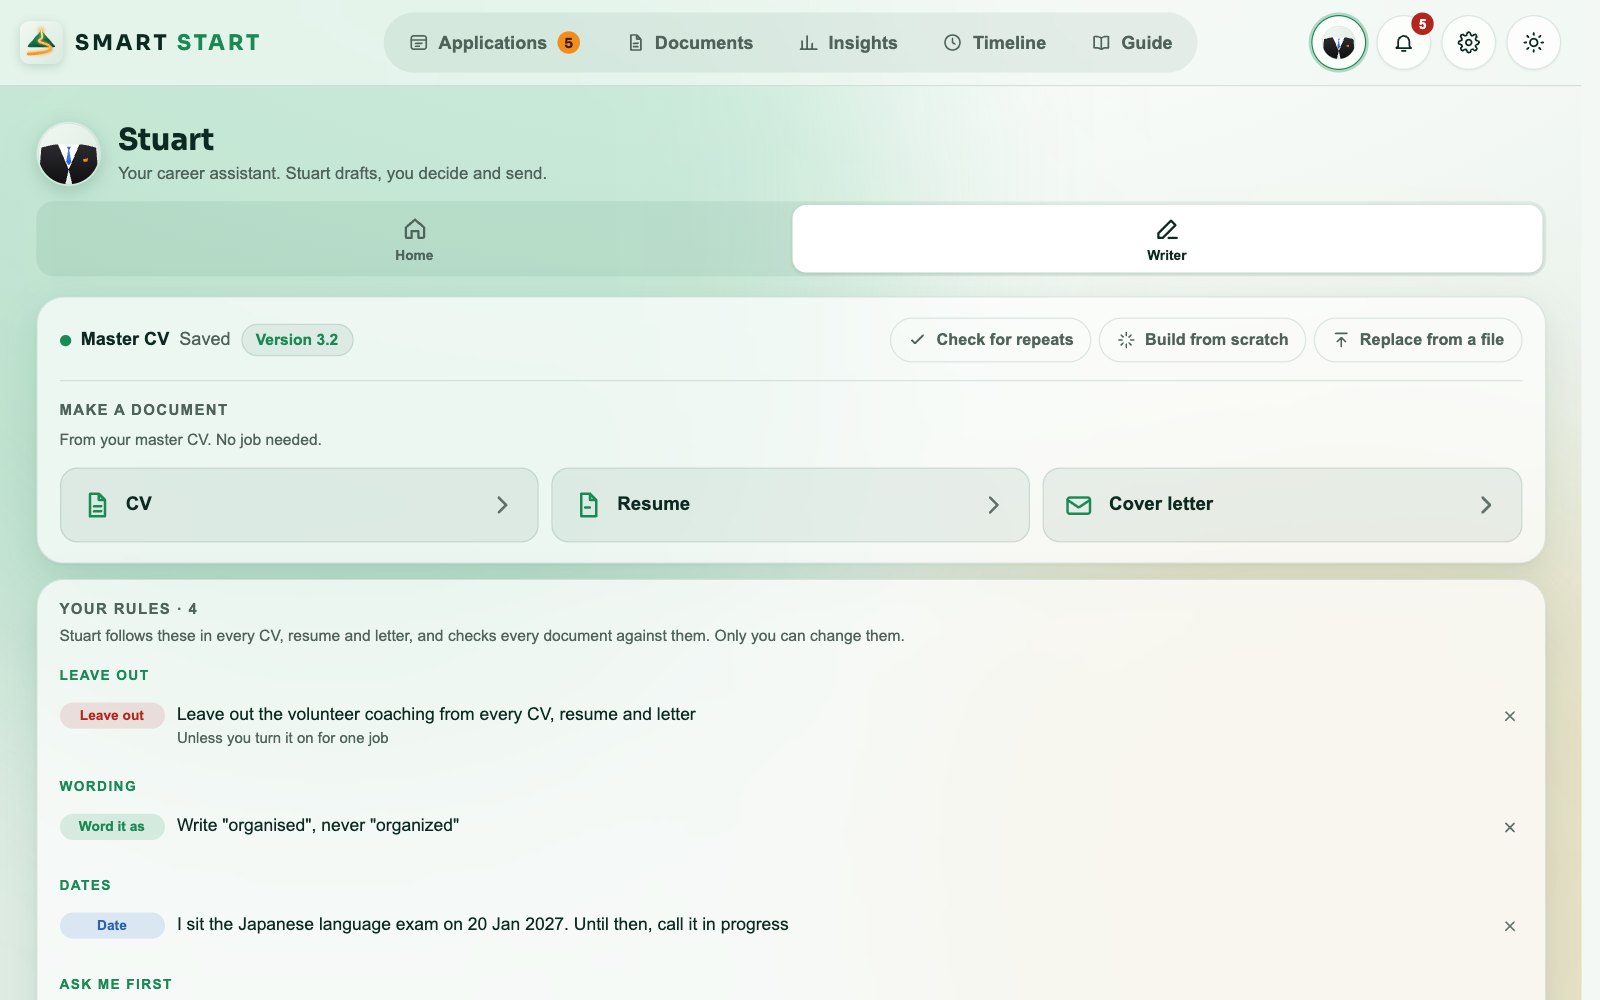 SMART START
Applications 5
Documents
Insights
Timeline
Guide
5
Stuart
Your career assistant. Stuart drafts, you decide and send.
Home
Writer
Master CV Saved Version 3.2
Check for repeats
Build from scratch
Replace from a file
MAKE A DOCUMENT
From your master CV. No job needed.
CV
Resume
Cover letter
YOUR RULES · 4
Stuart follows these in every CV, resume and letter, and checks every document against them. Only you can change them.
LEAVE OUT
Leave out Leave out the volunteer coaching from every CV, resume and letter
Unless you turn it on for one job
WORDING
Word it as Write "organised", never "organized"
DATES
Date I sit the Japanese language exam on 20 Jan 2027. Until then, call it in progress
ASK ME FIRST